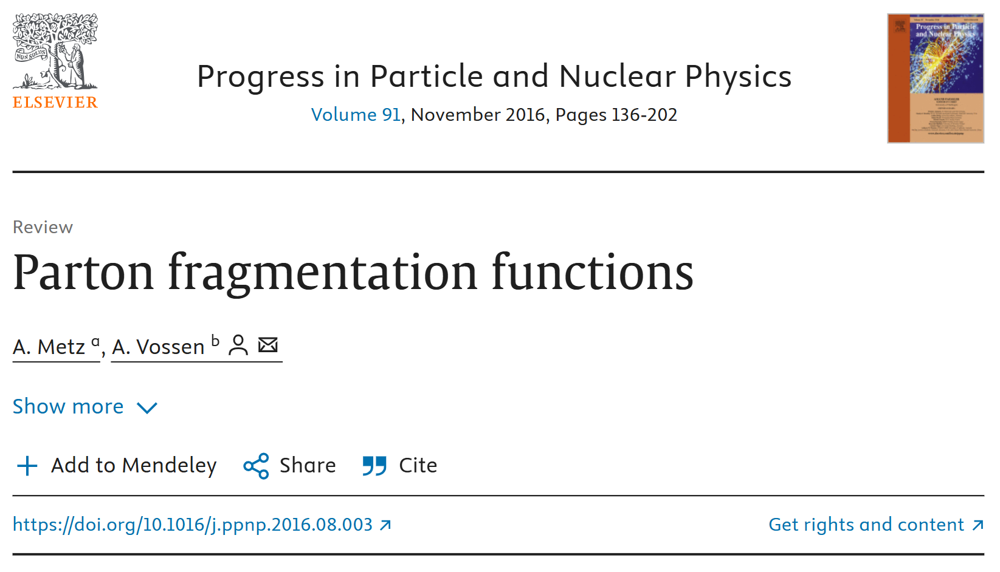 NON SOLUS
ELSEVIER
Progress in Particle and Nuclear Physics
Volume 91, November 2016, Pages 136-202
Progress in Particle
and Nuclear Physics
Review
Parton fragmentation functions
A. Metz a, A. Vossen b
Show more
Add to Mendeley Share Cite
https://doi.org/10.1016/j.ppnp.2016.08.003 Get rights and content